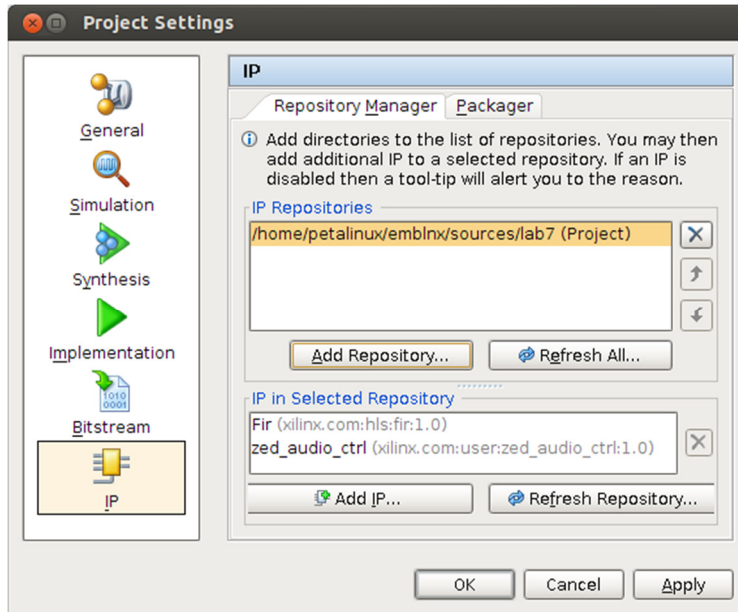 Project Settings
General
Simulation
Synthesis
Implementation
1010
0001
Bitstream
IP
IP
Repository Manager
Packager
Add directories to the list of repositories. You may then
add additional IP to a selected repository. If an IP is
disabled then a tool-tip will alert you to the reason.
IP Repositories
/home/petalinux/emblnx/sources/lab7 (Project)
Add Repository...
Refresh All...
IP in Selected Repository
Fir (xilinx.com:hls:fir:1.0)
zed_audio_ctrl (xilinx.com:user:zed_audio_ctrl:1.0)
Add IP...
Refresh Repository...
OK
Cancel
Apply